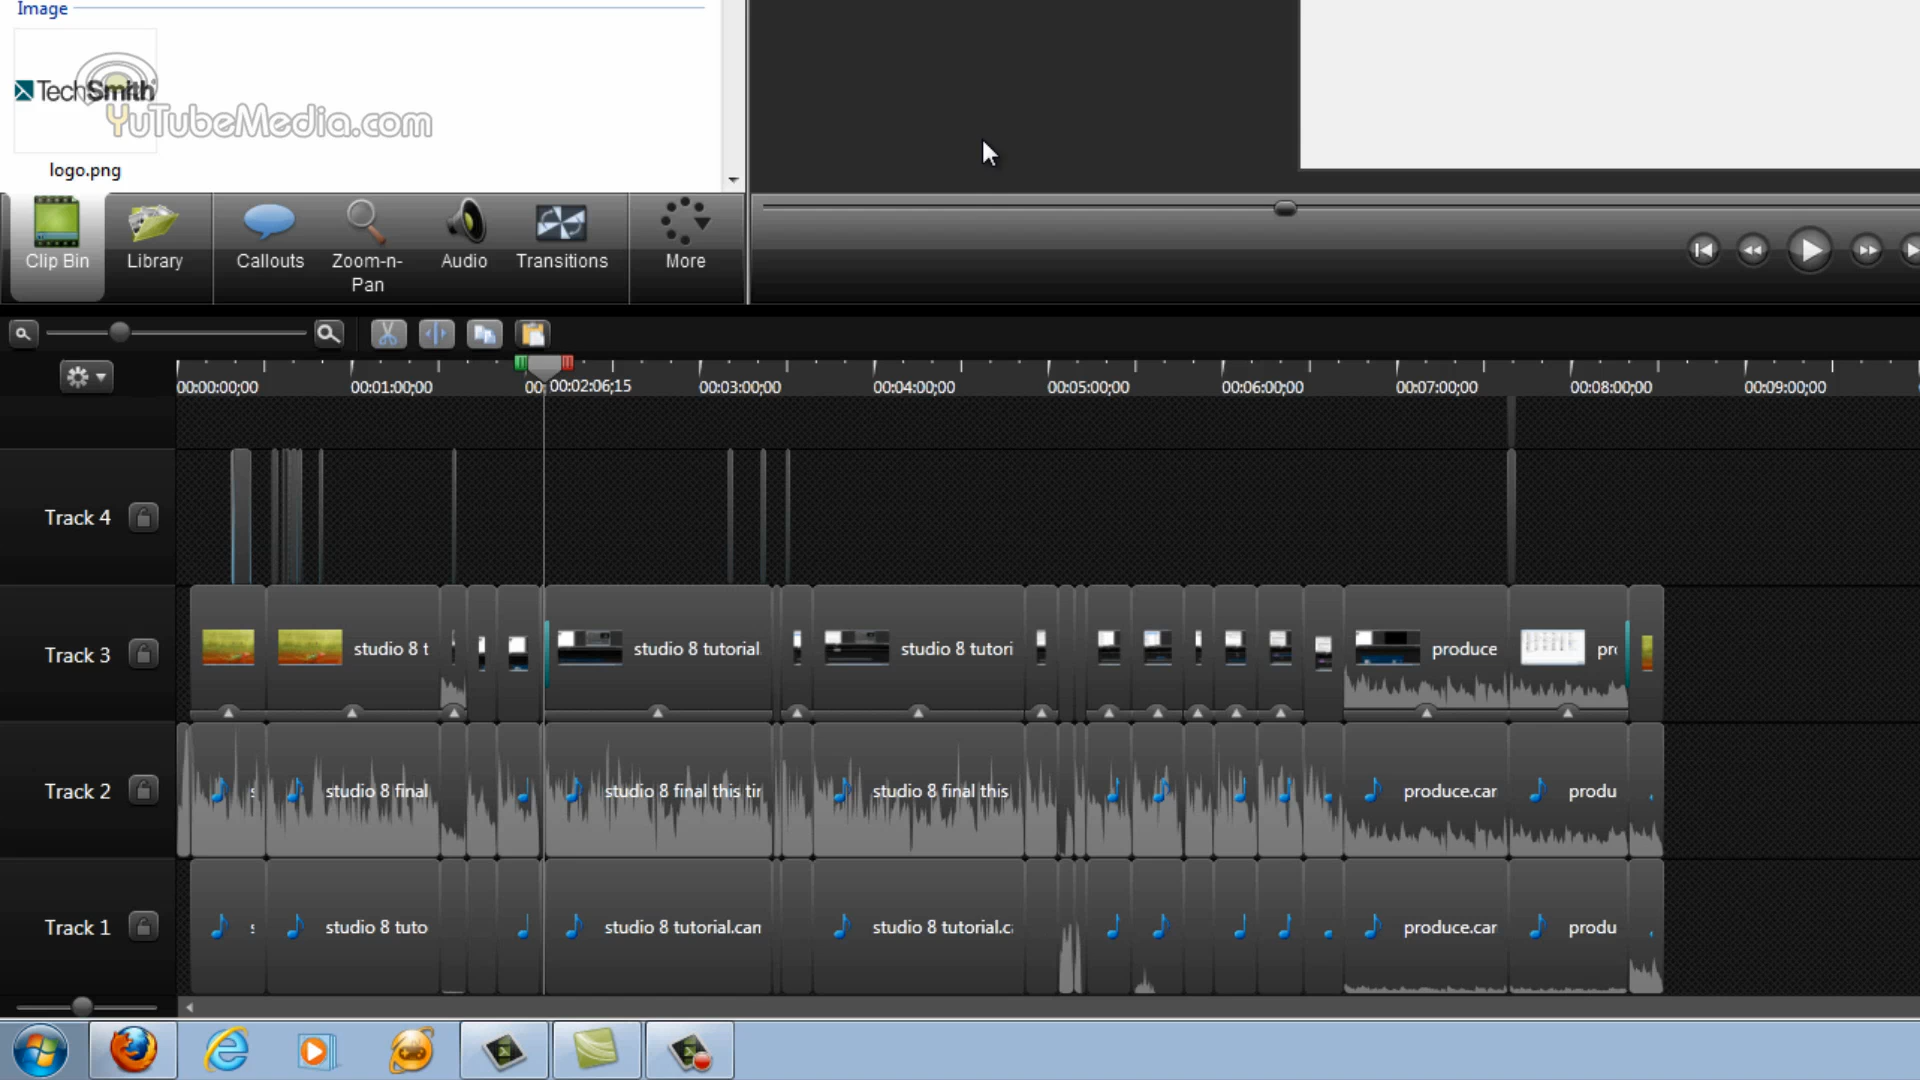 Image
TechSmith
YuTubeMedia.com
logo.png
Clip Bin
Library
Callouts
Zoom-n-
Pan
Audio
Transitions
More
00:00:00;00
00:01:00;00
00:
00:02:06;15
00:03:00;00
00:04:00;00
00:05:00;00
00:06:00;00
00:07:00;00
00:08:00;00
00:09:00;00
Track 4
Track 3
studio 8 t
studio 8 tutorial
studio 8 tutori
produce
pro
Track 2
s
studio 8 final
studio 8 final this tir
studio 8 final this
produce.car
produ
Track 1
s
studio 8 tuto
studio 8 tutorial.can
studio 8 tutorial.c
produce.car
produ